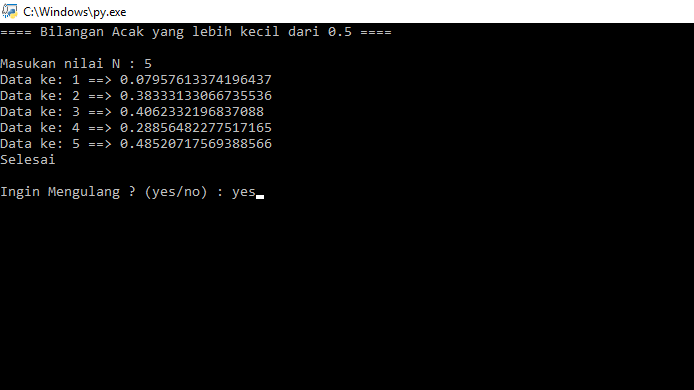 C:\Windows\py.exe
==== Bilangan Acak yang lebih kecil dari 0.5 ====
Masukan nilai N : 5
Data ke: 1 ==> 0.07957613374196437
Data ke: 2 ==> 0.38333133066735536
Data ke: 3 ==> 0.4062332196837088
Data ke: 4 ==> 0.28856482277517165
Data ke: 5 ==> 0.48520717569388566
Selesai
Ingin Mengulang ? (yes/no) : yes